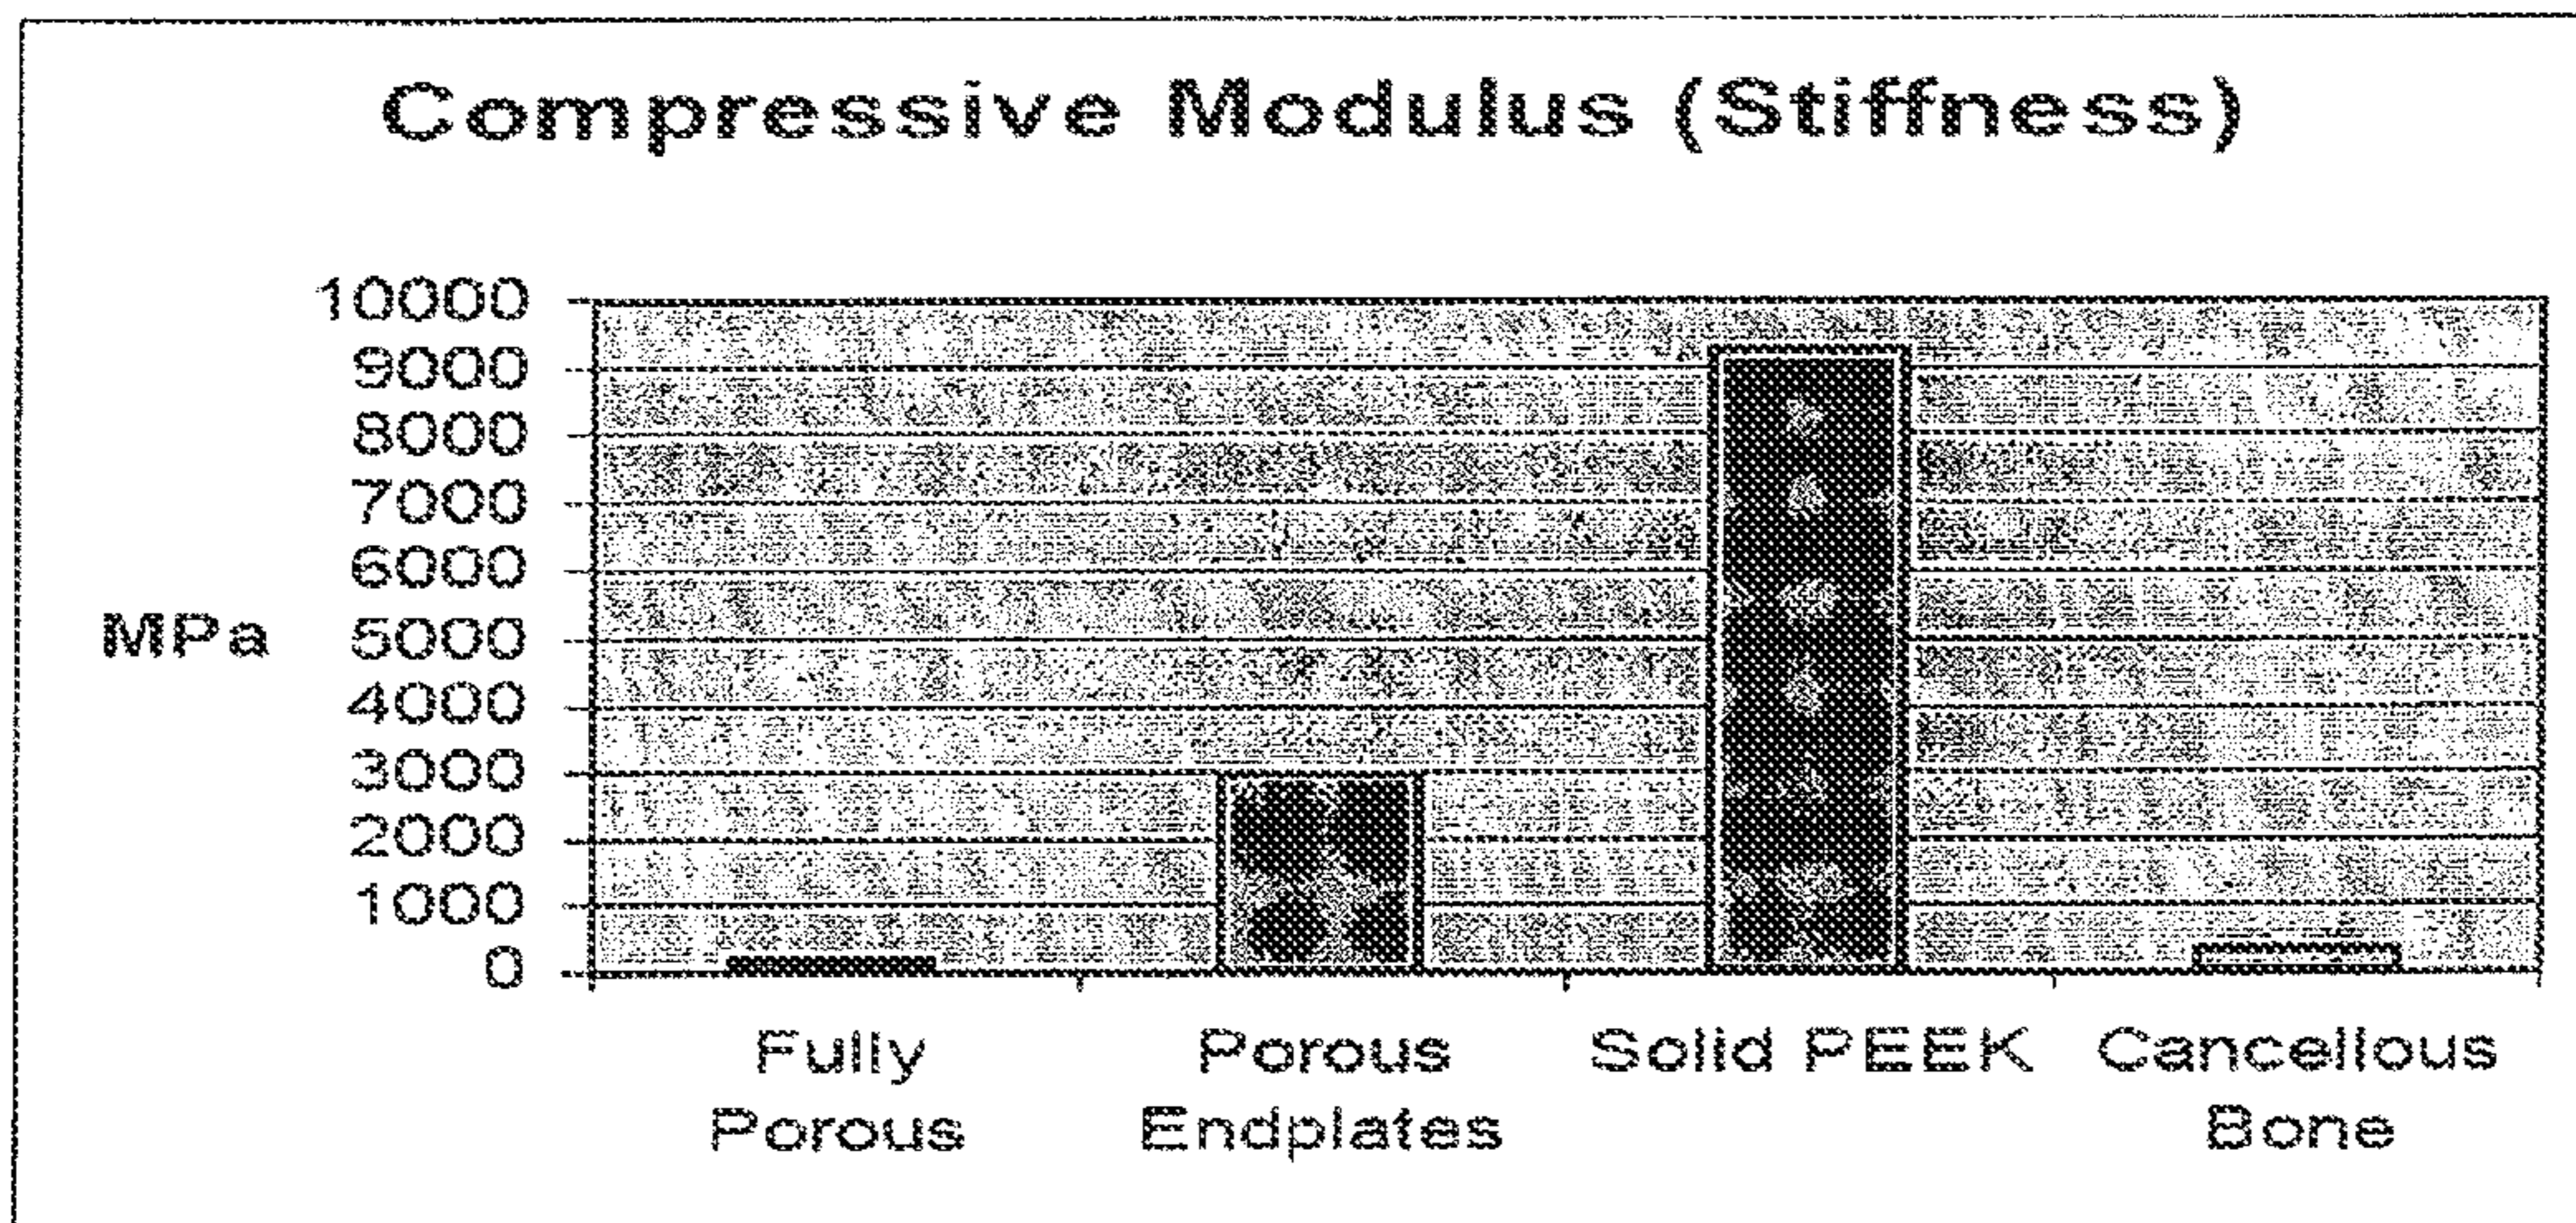 Compressive Modulus (Stiffness)
10000
9000
8000
7000
6000
MPa 5000
4000
3000
2000
1000
0
Fully Porous Solid PEEK Cancellous
Porous Endplates Bone